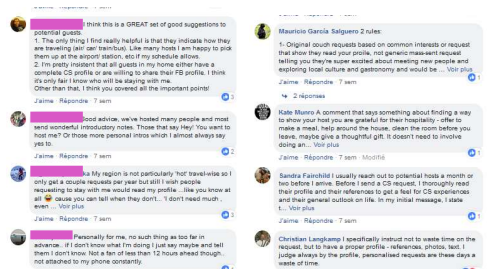 I think this is a GREAT set of good suggestions to
potential guests.
1. The only thing I find really helpful is that they indicate how they
are traveling (air/ car/ train/bus). Like many hosts I am happy to pick
them up at the airport/ station, etc if my schedule allows.
2. I'm pretty insistent that all guests in my home either have a
complete CS profile or are willing to share their FB profile. I think
it's only fair I know who will be staying with me.
Other than that, I think you covered all the important points!
J'aime · Répondre · 7 sem
3
Good advice, we've hosted many people and most
send wonderful introductory notes. Those that say Hey! You want to
host me? Or those more personal intros which I almost always say
yes to.
J'aime · Répondre · 7 sem
2
ka My region is not particularly 'hot' travel-wise so I
only get a couple requests per year but still I wish people
requesting to stay with me would read my profile ...like you know at
all 😂 cause you can tell when they don't... 'I don't need much ,
even ... Voir plus
J'aime · Répondre · 7 sem
3
Personally for me, no such thing as too far in
advance.. if I don't know what I'm doing I just say maybe and tell
them I don't know. Not a fan of less than 12 hours ahead though..
not attached to my phone constantly.
Mauricio García Salguero 2 rules:
1- Original couch requests based on common interests or request
that show they read your profile, not generic mass-sent request
telling you they're super excited about meeting new people and
exploring local culture and gastronomy and would be ... Voir plus
J'aime · Répondre · 7 sem
1
2 réponses
Kate Munro A comment that says something about finding a way
to show your host you are grateful for their hospitality - offer to
make a meal, help around the house, clean the room before you
leave, maybe give a thoughtful gift. It doesn't need to involve
doing an... Voir plus
J'aime · Répondre · 7 sem · Modifié
1
Sandra Fairchild I usually reach out to potential hosts a month or
two before I arrive. Before I send a CS request, I thoroughly read
their profile and their references to get a feel for CS experiences
and their general outlook on life. In my initial message, I state
t... Voir plus
J'aime · Répondre · 7 sem
1
Christian Langkamp I specifically instruct not to waste time on the
request, but to have a proper profile - references, photos, text. I
judge always by the profile, personalised requests are these days a
waste of time.